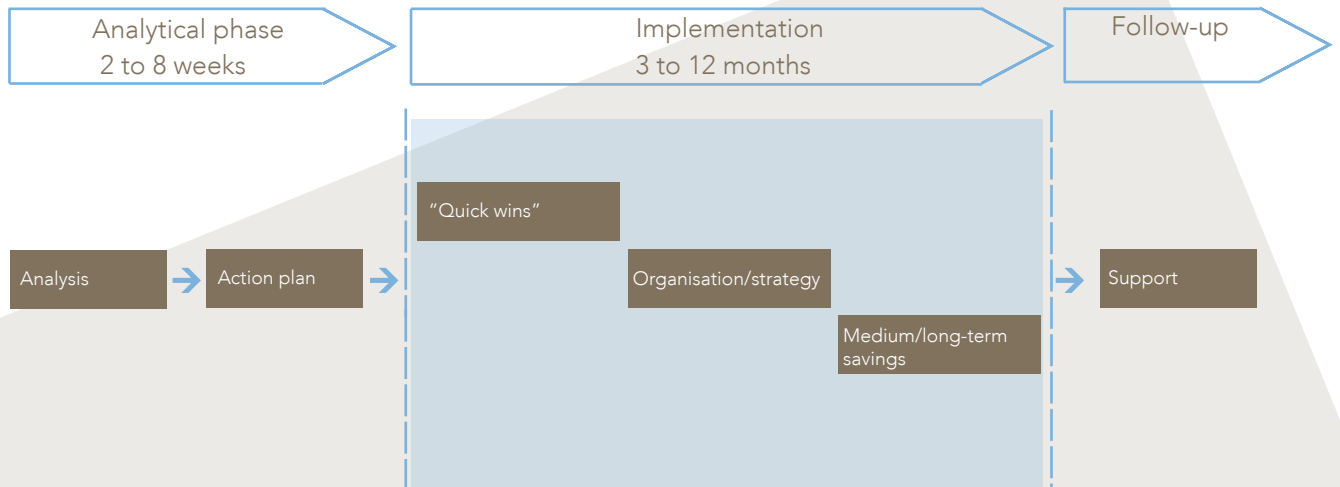 Analytical phase
2 to 8 weeks
Implementation
3 to 12 months
Follow-up
“Quick wins”
Analysis
Action plan
Organisation/strategy
Support
Medium/long-term
savings